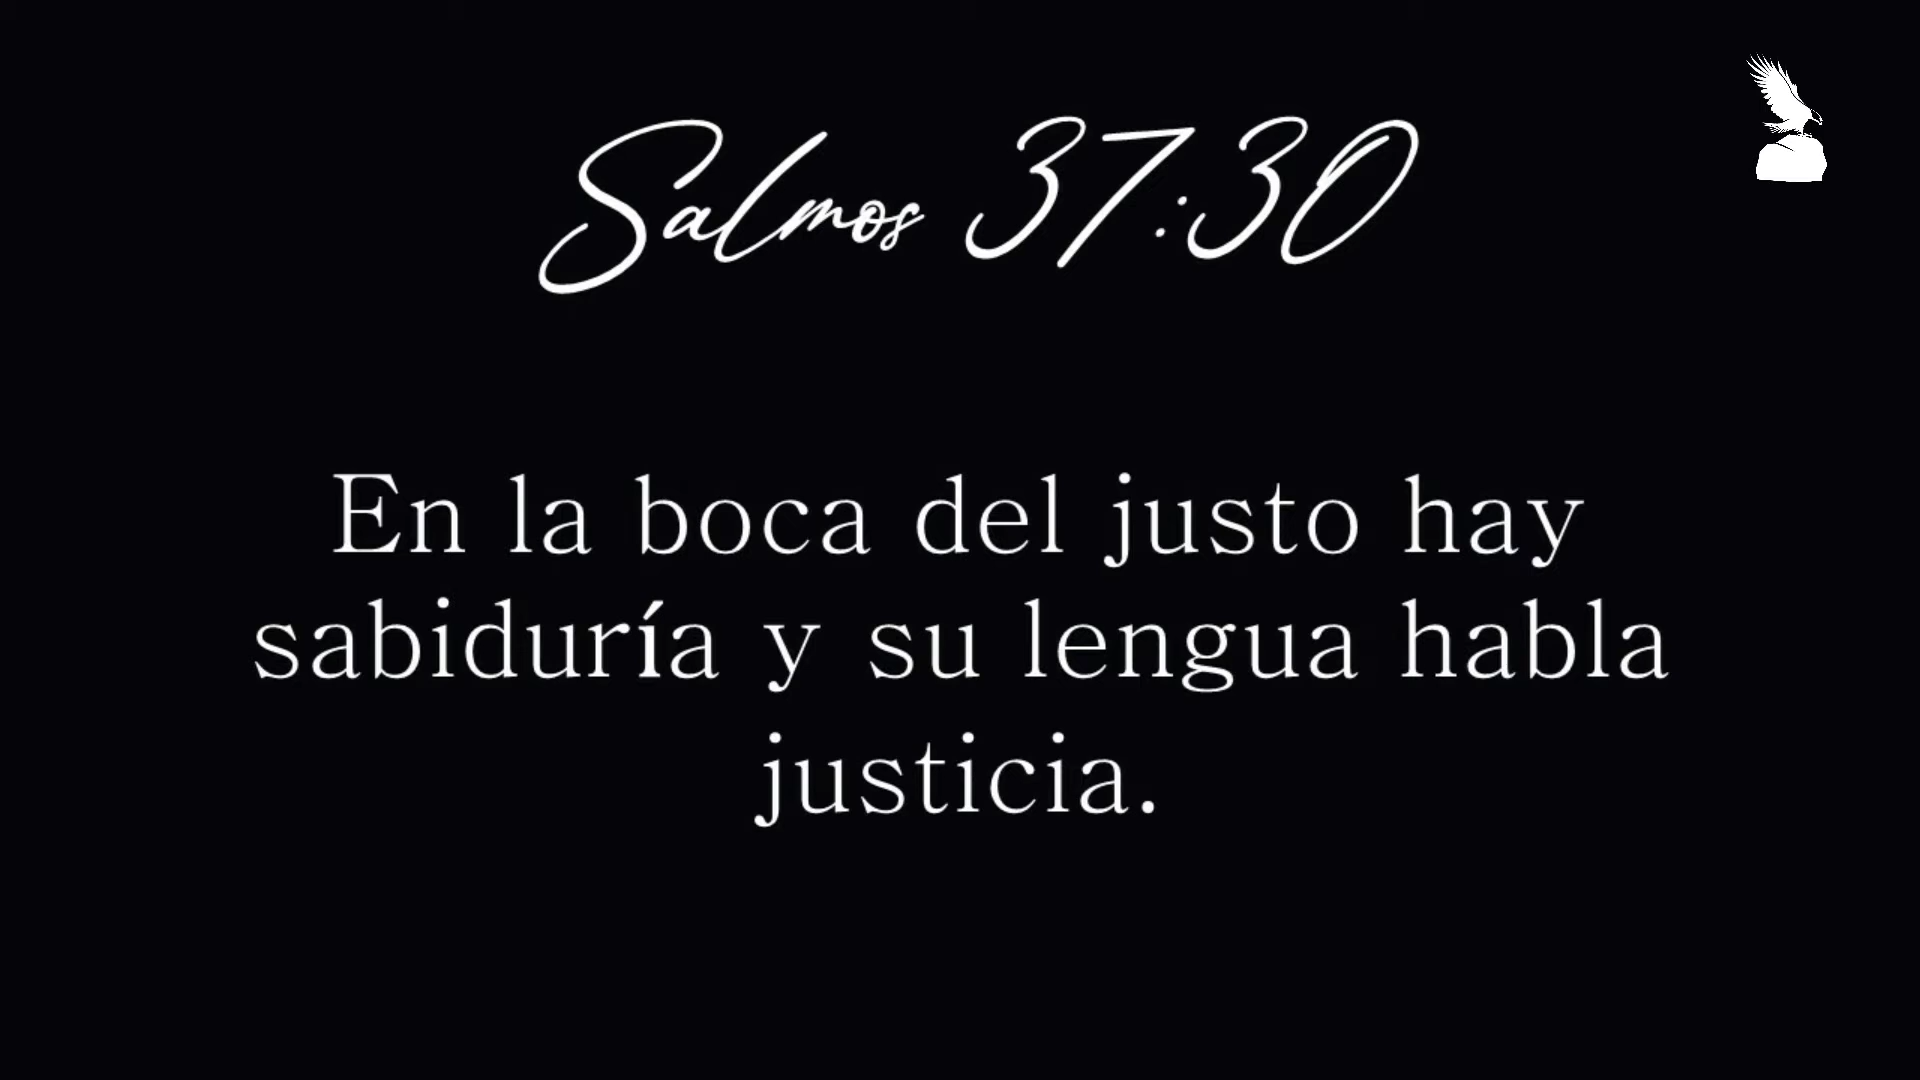 Salmos 37:30
En la boca del justo hay
sabiduría y su lengua habla
justicia.